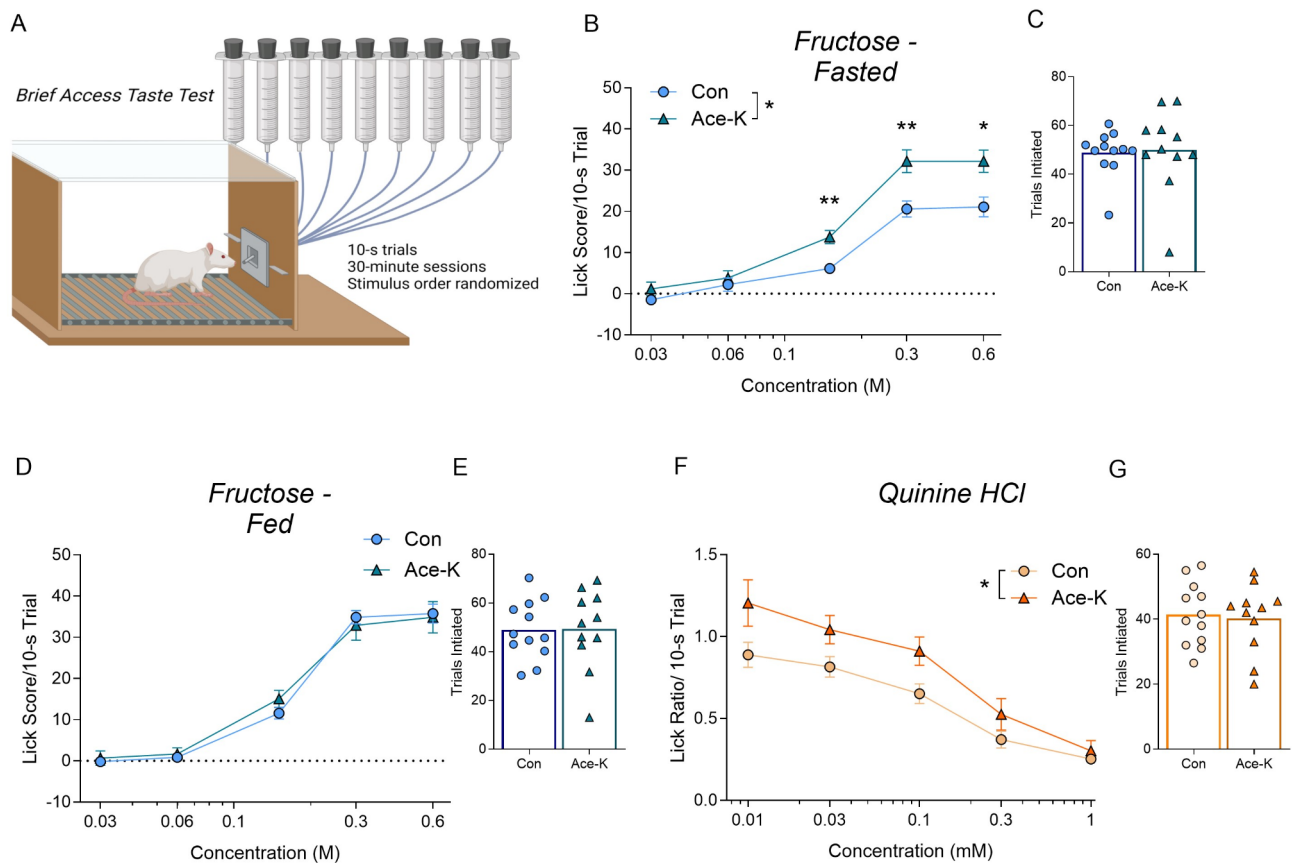 A
Brief Access Taste Test
10-s trials
30-minute sessions
Stimulus order randomized
B
Fructose -
Fasted
Con
Ace-K
*
**
**
*
50
40
30
20
10
0
-10
Lick Score/10-s Trial
0.03
0.06
0.1
0.3
0.6
Concentration (M)
C
80
60
40
20
0
Trials Intiated
Con
Ace-K
D
Fructose -
Fed
Con
Ace-K
50
40
30
20
10
0
-10
Lick Score/10-s Trial
0.03
0.06
0.1
0.3
0.6
Concentration (M)
E
80
60
40
20
0
Trials Intiated
Con
Ace-K
F
Quinine HCl
Con
Ace-K
*
1.5
1.0
0.5
0.0
Lick Ratio/ 10-s Trial
0.01
0.03
0.1
0.3
1
Concentration (mM)
G
60
40
20
0
Trials Intiated
Con
Ace-K